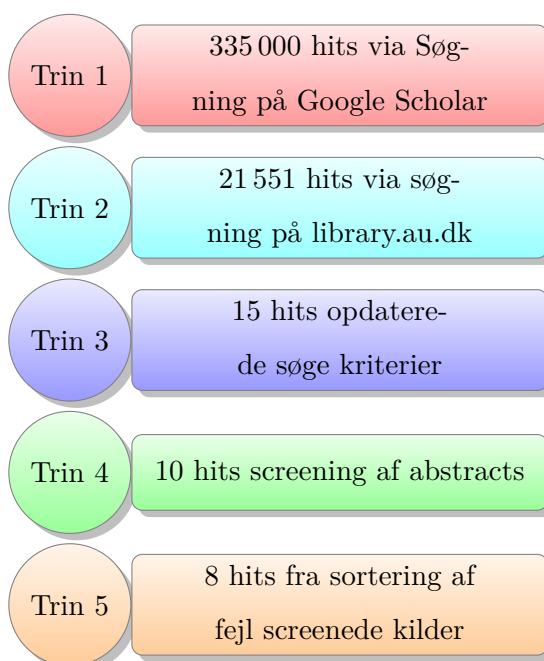 Trin 1
335 000 hits via Søg-
ning på Google Scholar
Trin 2
21 551 hits via søg-
ning på library.au.dk
Trin 3
15 hits opdatere-
de søge kriterier
Trin 4
10 hits screening af abstracts
Trin 5
8 hits fra sortering af
fejl screenede kilder